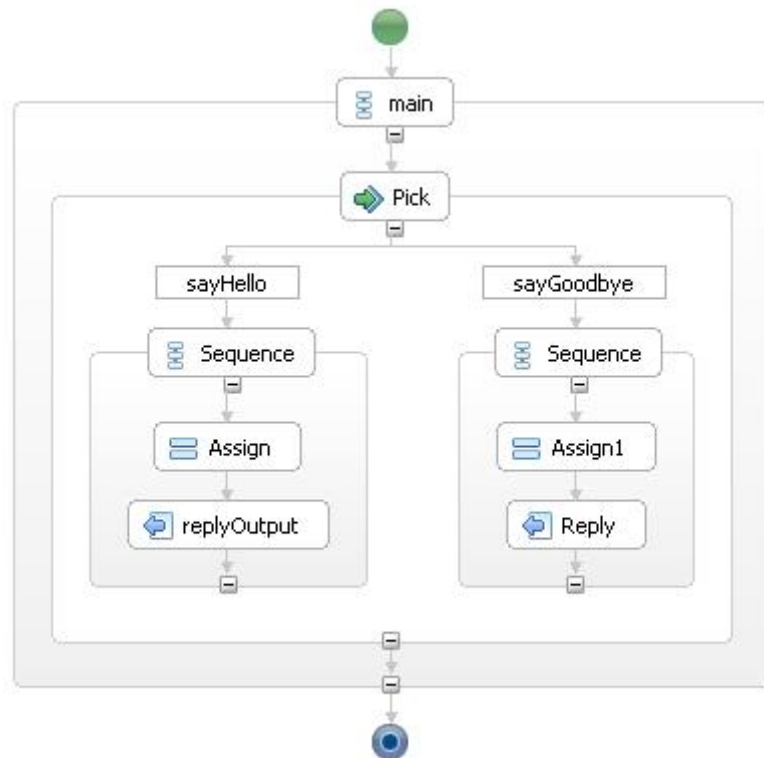 main
Pick
sayHello
sayGoodbye
Sequence
Sequence
Assign
Assign1
replyOutput
Reply